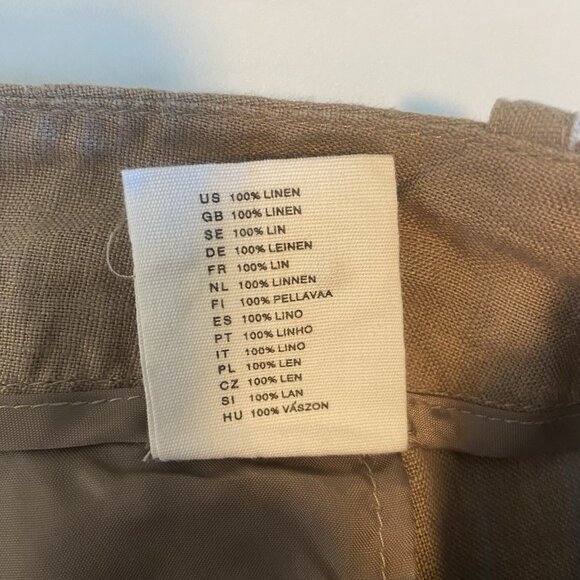 US 100% LINEN
GB 100% LINEN
SE 100% LIN
DE 100% LEINEN
FR 100% LIN
NL 100% LINNEN
FI 100% PELLAVAA
ES 100% LINO
PT 100% LINHO
IT 100% LINO
PL 100% LEN
CZ 100% LEN
SI 100% LAN
HU 100% VÁSZON